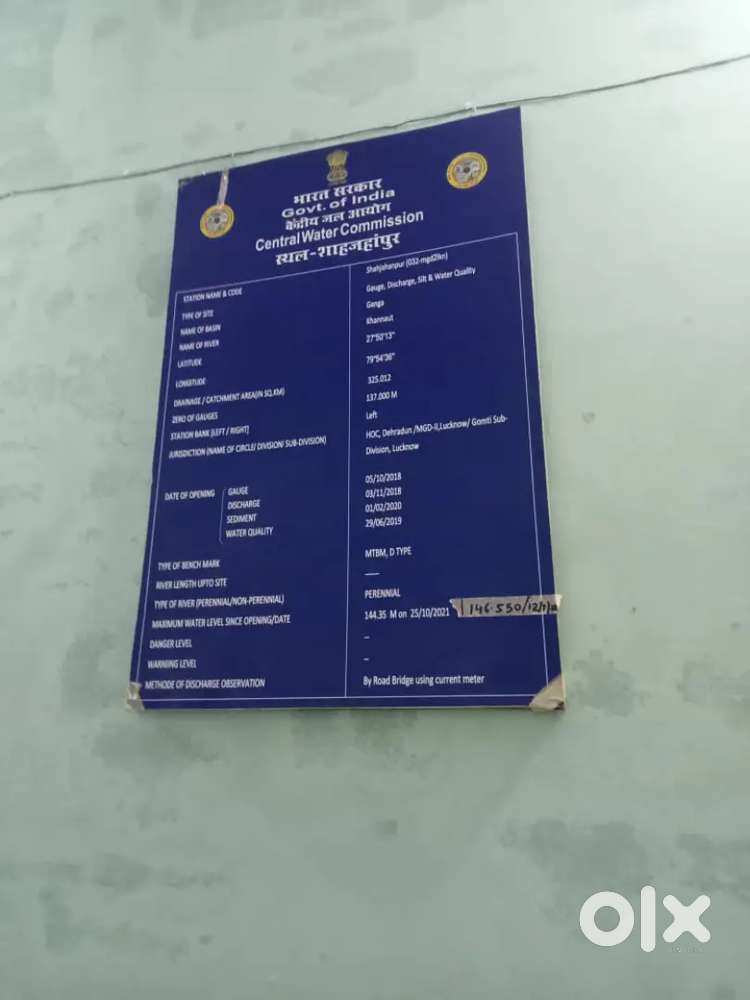 भारत सरकार
Govt. of India
केंद्रीय जल आयोग
Central Water Commission
स्थल-शाहजहांपुर
STATION NAME & CODE Shahjahanpur (032-mgd2lkn)
TYPE OF SITE Gauge, Discharge, Silt & Water Quality
NAME OF BASIN Ganga
NAME OF RIVER Khannaut
LATITUDE 27°52'13"
LONGITUDE 79°54'36"
DRAINAGE / CATCHMENT AREA(IN SQ.KM) 325.012
ZERO OF GAUGES 137.000 M
STATION BANK [LEFT / RIGHT] Left
JURISDICTION (NAME OF CIRCLE/ DIVISION/ SUB-DIVISION) HOC, Dehradun /MGD-II,Lucknow/ Gomti Sub-
Division, Lucknow
DATE OF OPENING GAUGE 05/10/2018
DISCHARGE 03/11/2018
SEDIMENT 01/02/2020
WATER QUALITY 29/06/2019
TYPE OF BENCH MARK MTBM, D TYPE
RIVER LENGTH UPTO SITE —
TYPE OF RIVER (PERENNIAL/NON-PERENNIAL) PERENNIAL
MAXIMUM WATER LEVEL SINCE OPENING/DATE 144.35 M on 25/10/2021 146.550
DANGER LEVEL –
WARNIING LEVEL –
METHODE OF DISCHARGE OBSERVATION By Road Bridge using current meter
olx